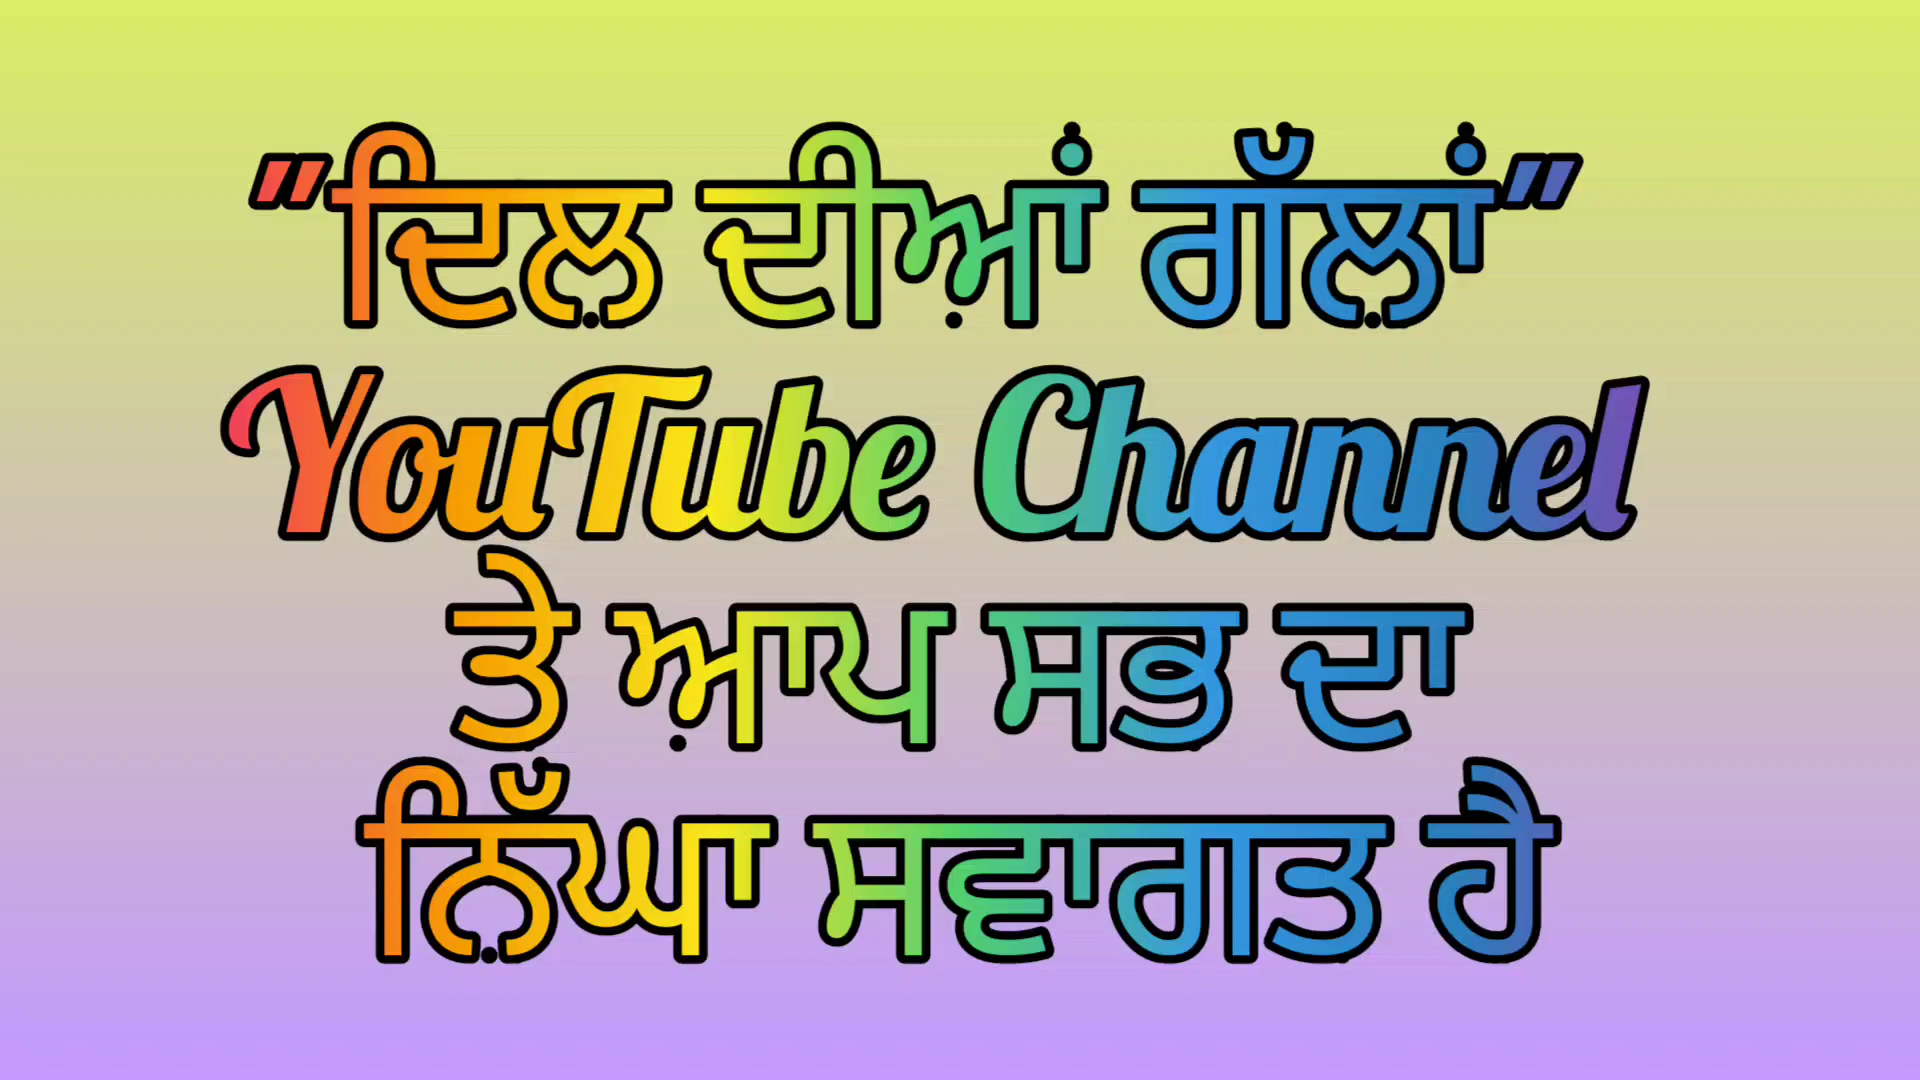 "ਦਿਲ ਦੀਆਂ ਗੱਲਾਂ"
YouTube Channel
ਤੇ ਆਪ ਸਭ ਦਾ
ਨਿੱਘਾ ਸਵਾਗਤ ਹੈ